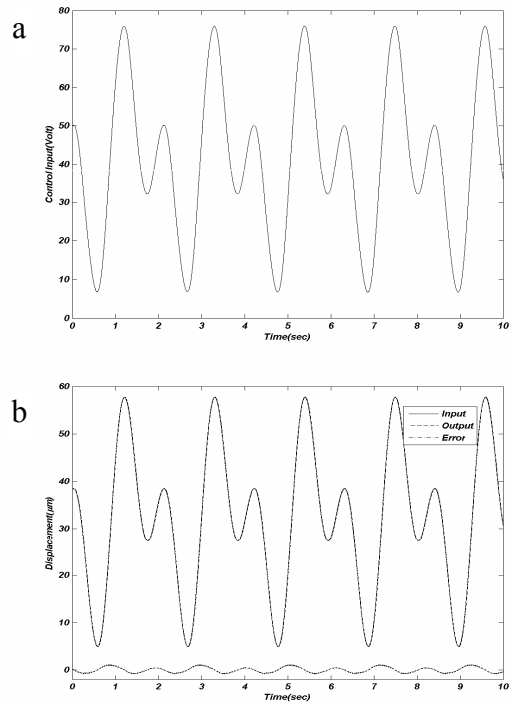 a
80
70
60
50
40
30
20
10
0
Control Input(Volt)
0 1 2 3 4 5 6 7 8 9 10
Time(sec)
b
60
50
40
30
20
10
0
Displacement(μm)
Input
Output
Error
0 1 2 3 4 5 6 7 8 9 10
Time(sec)